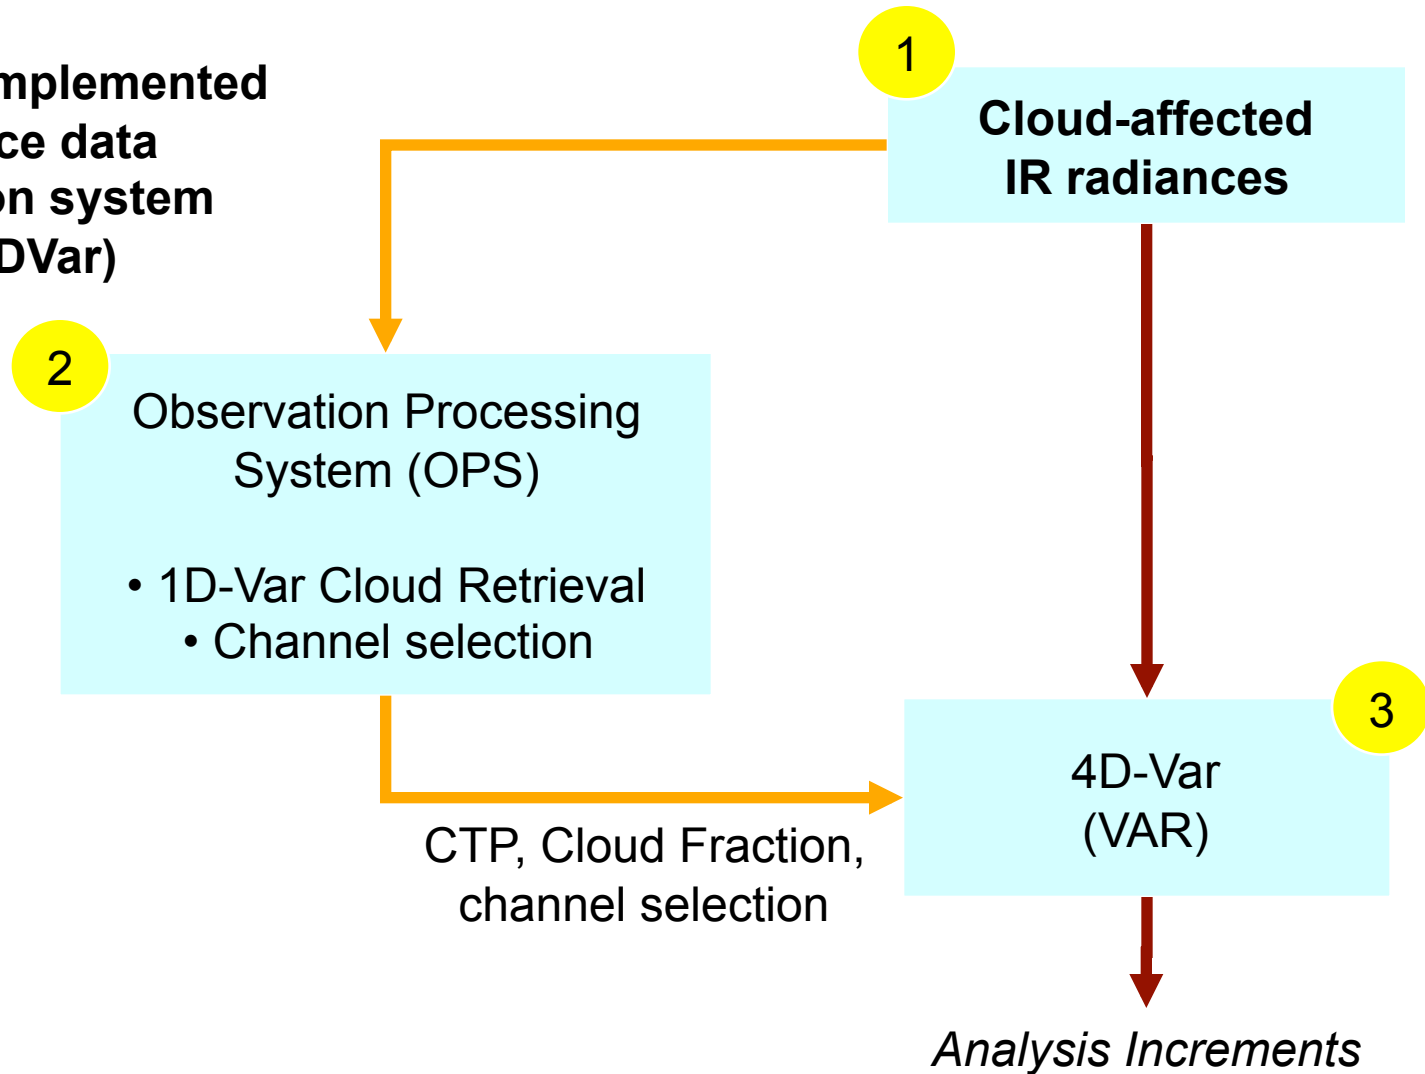 mplemented
ce data
on system
DVar)
1
Cloud-affected
IR radiances
2
Observation Processing
System (OPS)
• 1D-Var Cloud Retrieval
• Channel selection
CTP, Cloud Fraction,
channel selection
3
4D-Var
(VAR)
Analysis Increments